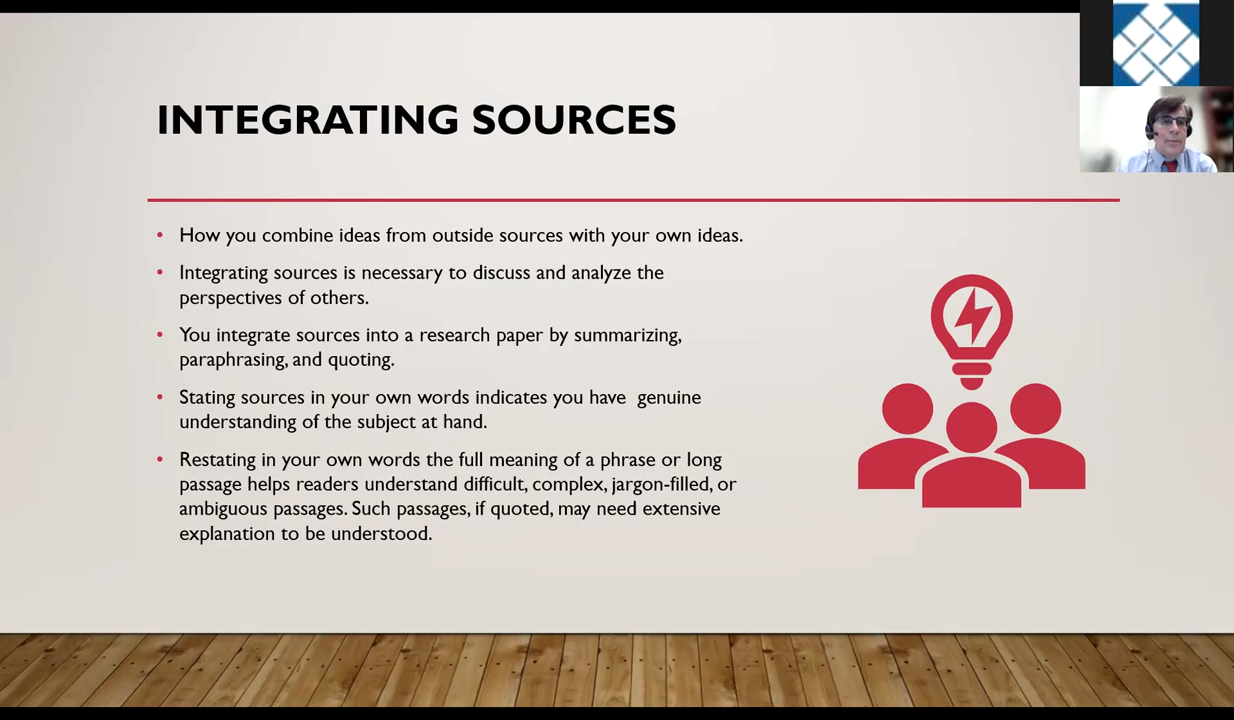 INTEGRATING SOURCES
• How you combine ideas from outside sources with your own ideas.
• Integrating sources is necessary to discuss and analyze the
perspectives of others.
• You integrate sources into a research paper by summarizing,
paraphrasing, and quoting.
• Stating sources in your own words indicates you have  genuine
understanding of the subject at hand.
• Restating in your own words the full meaning of a phrase or long
passage helps readers understand difficult, complex, jargon-filled, or
ambiguous passages. Such passages, if quoted, may need extensive
explanation to be understood.